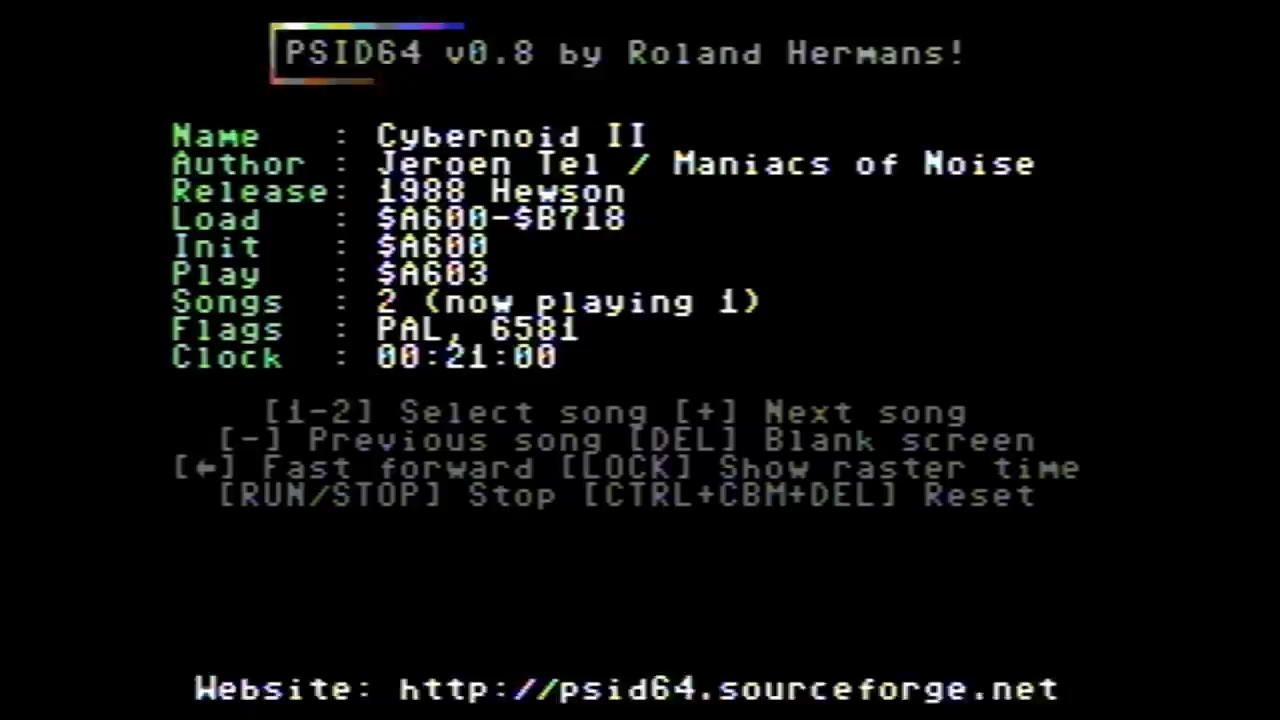 PSID64 v0.8 by Roland Hermans!
Name   : Cybernoid II
Author : Jeroen Tel / Maniacs of Noise
Release: 1988 Hewson
Load   : $A600-$B718
Init   : $A600
Play   : $A603
Songs  : 2 (now playing 1)
Flags  : PAL, 6581
Clock  : 00:21:00
[1-2] Select song [+] Next song
[-] Previous song [DEL] Blank screen
[←] Fast forward [LOCK] Show raster time
[RUN/STOP] Stop [CTRL+CBM+DEL] Reset
Website: http://psid64.sourceforge.net